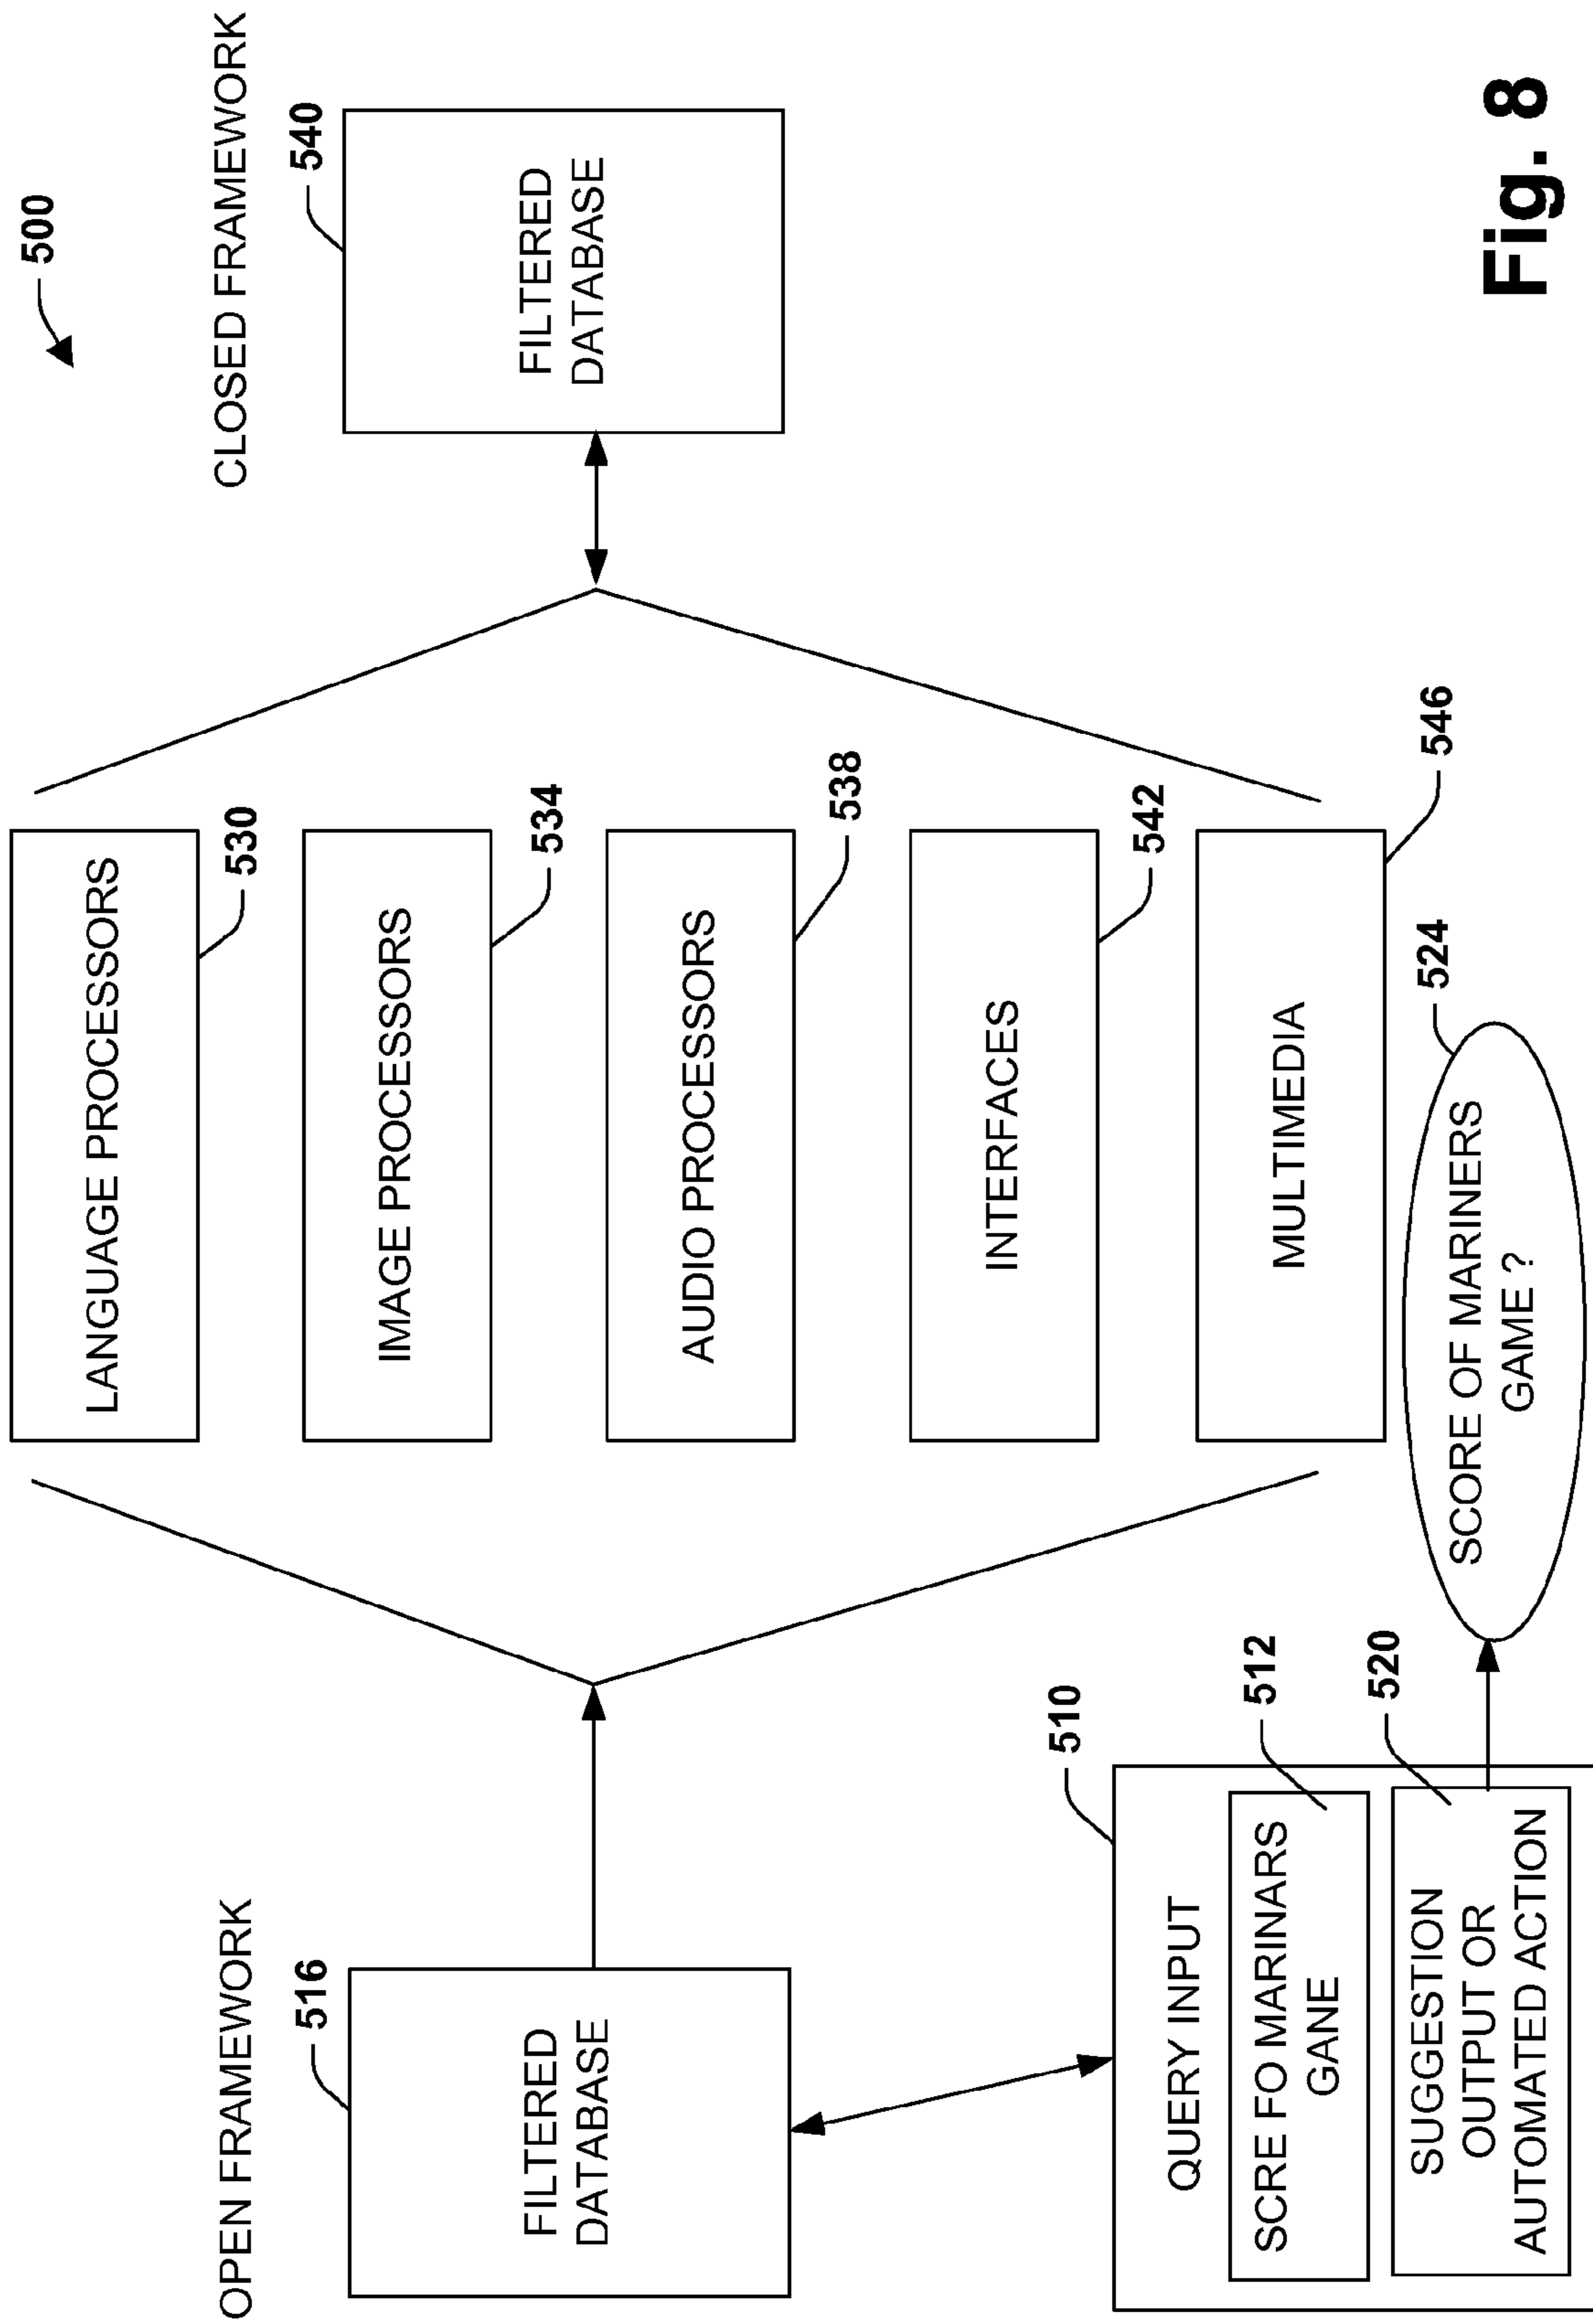 500
OPEN FRAMEWORK
CLOSED FRAMEWORK
516
FILTERED
DATABASE
LANGUAGE PROCESSORS
530
IMAGE PROCESSORS
534
AUDIO PROCESSORS
538
INTERFACES
542
MULTIMEDIA
546
540
FILTERED
DATABASE
510
QUERY INPUT
512
SCRE FO MARINARS
GANE
520
SUGGESTION
OUTPUT OR
AUTOMATED ACTION
524
SCORE OF MARINERS
GAME ?
Fig. 8